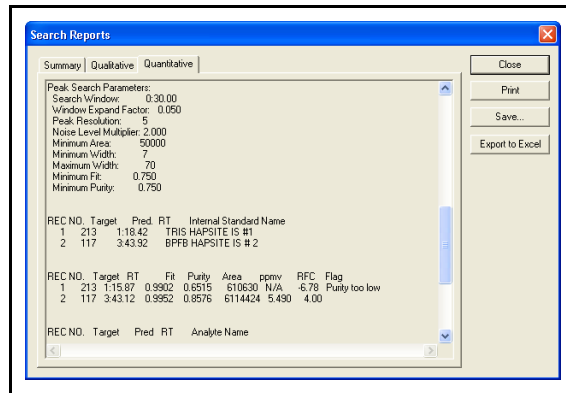 Search Reports
Summary Qualitative Quantitative
Close
Print
Save...
Export to Excel
Peak Search Parameters:
Search Window: 0:30.00
Window Expand Factor: 0.050
Peak Resolution: 5
Noise Level Multiplier: 2.000
Minimum Area: 50000
Minimum Width: 7
Maximum Width: 70
Minimum Fit: 0.750
Minimum Purity: 0.750
REC NO. Target Pred. RT Internal Standard Name
1 213 1:18.42 TRIS HAPSITE IS #1
2 117 3:43.92 BPFB HAPSITE IS # 2
REC NO. Target RT Fit Purity Area ppmv RFC Flag
1 213 1:15.87 0.9902 0.6515 610630 N/A -6.78 Purity too low
2 117 3:43.12 0.9952 0.8576 6114424 5.490 4.00
REC NO. Target Pred RT Analyte Name